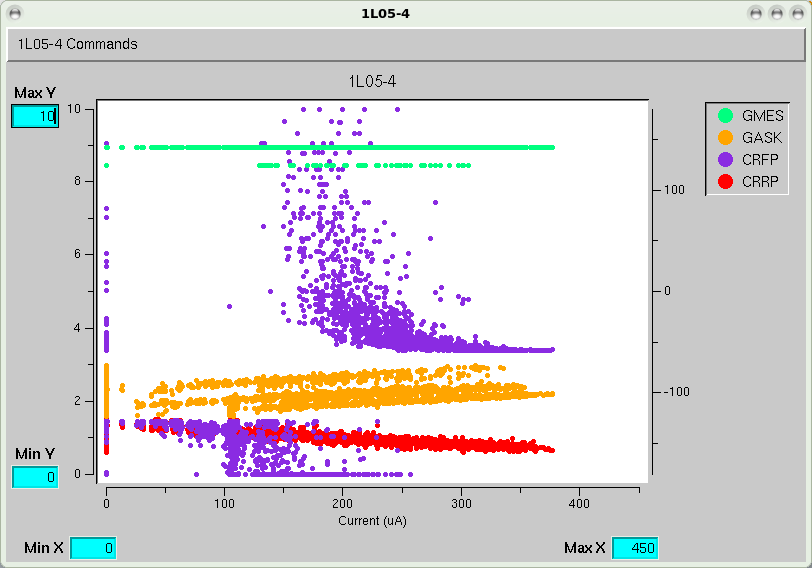 1L05-4
1L05-4 Commands
1L05-4
Max Y
10
Min Y
0
10
8
6
4
2
0
100
0
-100
0
100
200
300
400
Current (uA)
GMES
GASK
CRFP
CRRP
Min X
0
Max X
450